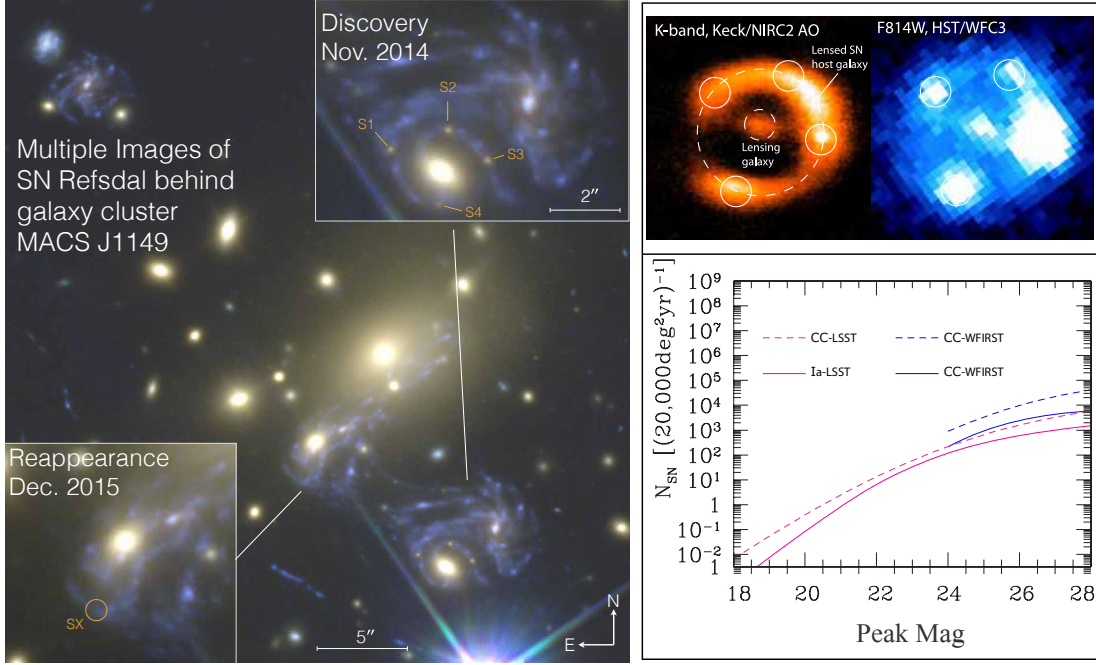 Multiple Images of
SN Refsdal behind
galaxy cluster
MACS J1149
Discovery
Nov. 2014
S1
S2
S3
S4
2″
Reappearance
Dec. 2015
SX
5″
N
E
K-band, Keck/NIRC2 AO
Lensed SN
host galaxy
Lensing
galaxy
F814W, HST/WFC3
N_SN [(20,000deg²yr)⁻¹]
10⁹
10⁸
10⁷
10⁶
10⁵
10⁴
10³
10²
10¹
1
10⁻¹
10⁻²
1
CC-LSST
CC-WFIRST
Ia-LSST
CC-WFIRST
18 20 22 24 26 28
Peak Mag